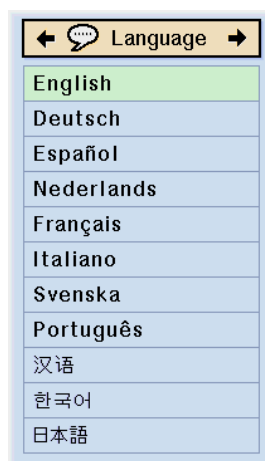 Language
English
Deutsch
Español
Nederlands
Français
Italiano
Svenska
Português
汉语
한국어
日本語